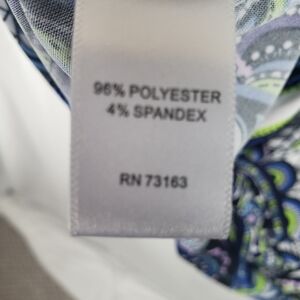 96% POLYESTER
4% SPANDEX
RN 73163